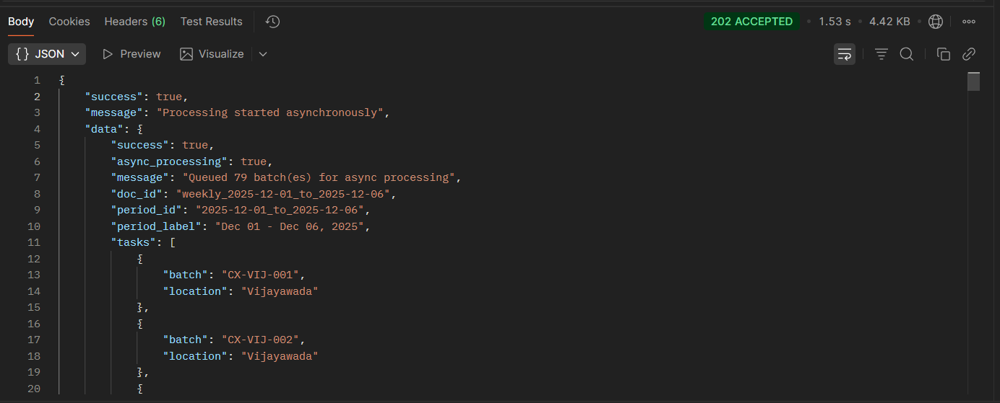 Body Cookies Headers (6) Test Results 202 ACCEPTED • 1.53 s • 4.42 KB •
{} JSON Preview Visualize
1 {
2 "success": true,
3 "message": "Processing started asynchronously",
4 "data": {
5 "success": true,
6 "async_processing": true,
7 "message": "Queued 79 batch(es) for async processing",
8 "doc_id": "weekly_2025-12-01_to_2025-12-06",
9 "period_id": "2025-12-01_to_2025-12-06",
10 "period_label": "Dec 01 - Dec 06, 2025",
11 "tasks": [
12 {
13 "batch": "CX-VIJ-001",
14 "location": "Vijayawada"
15 },
16 {
17 "batch": "CX-VIJ-002",
18 "location": "Vijayawada"
19 },
20 {